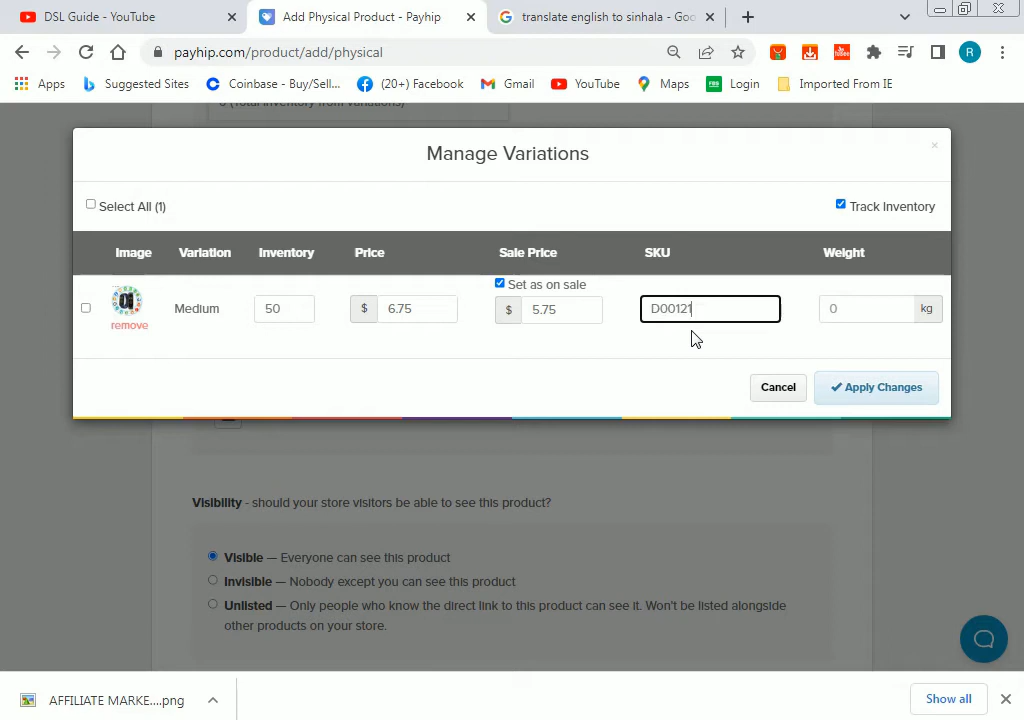 DSL Guide - YouTube
Add Physical Product - Payhip
translate english to sinhala - Goo
payhip.com/product/add/physical
R
Apps
Suggested Sites
Coinbase - Buy/Sell...
(20+) Facebook
Gmail
YouTube
Maps
Login
Imported From IE
Manage Variations
Select All (1)
Track Inventory
Image
Variation
Inventory
Price
Sale Price
SKU
Weight
Set as on sale
Medium
50
$
6.75
$
5.75
D00121
0
kg
remove
Cancel
Apply Changes
Visibility - should your store visitors be able to see this product?
Visible — Everyone can see this product
Invisible — Nobody except you can see this product
Unlisted — Only people who know the direct link to this product can see it. Won't be listed alongside
other products on your store.
AFFILIATE MARKE....png
Show all